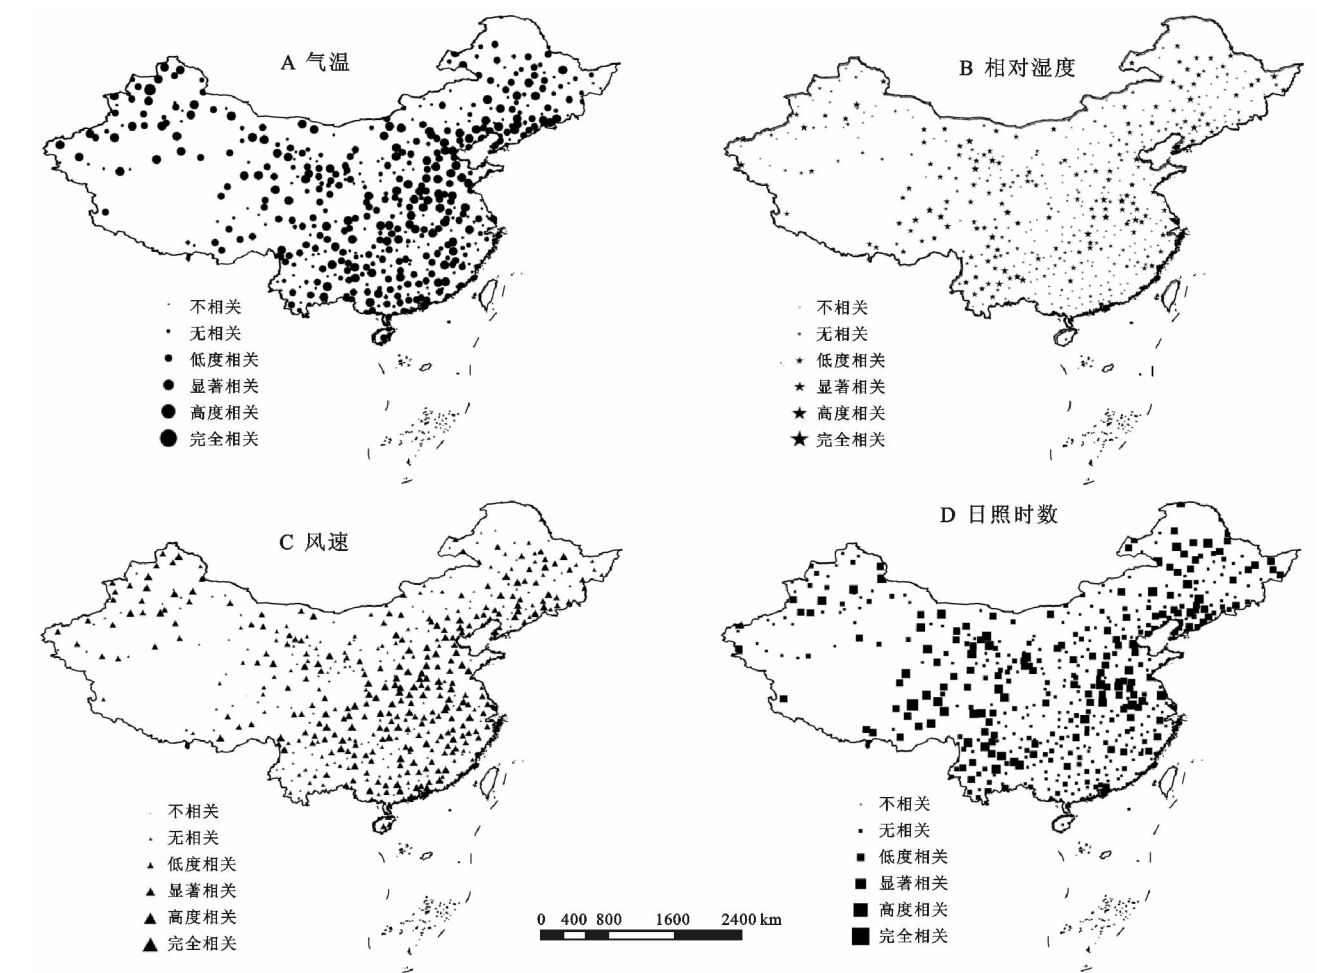 A 气温
不相关
无相关
低度相关
显著相关
高度相关
完全相关
B 相对湿度
不相关
无相关
低度相关
显著相关
高度相关
完全相关
C 风速
不相关
无相关
低度相关
显著相关
高度相关
完全相关
D 日照时数
不相关
无相关
低度相关
显著相关
高度相关
完全相关
0 400 800 1600 2400 km